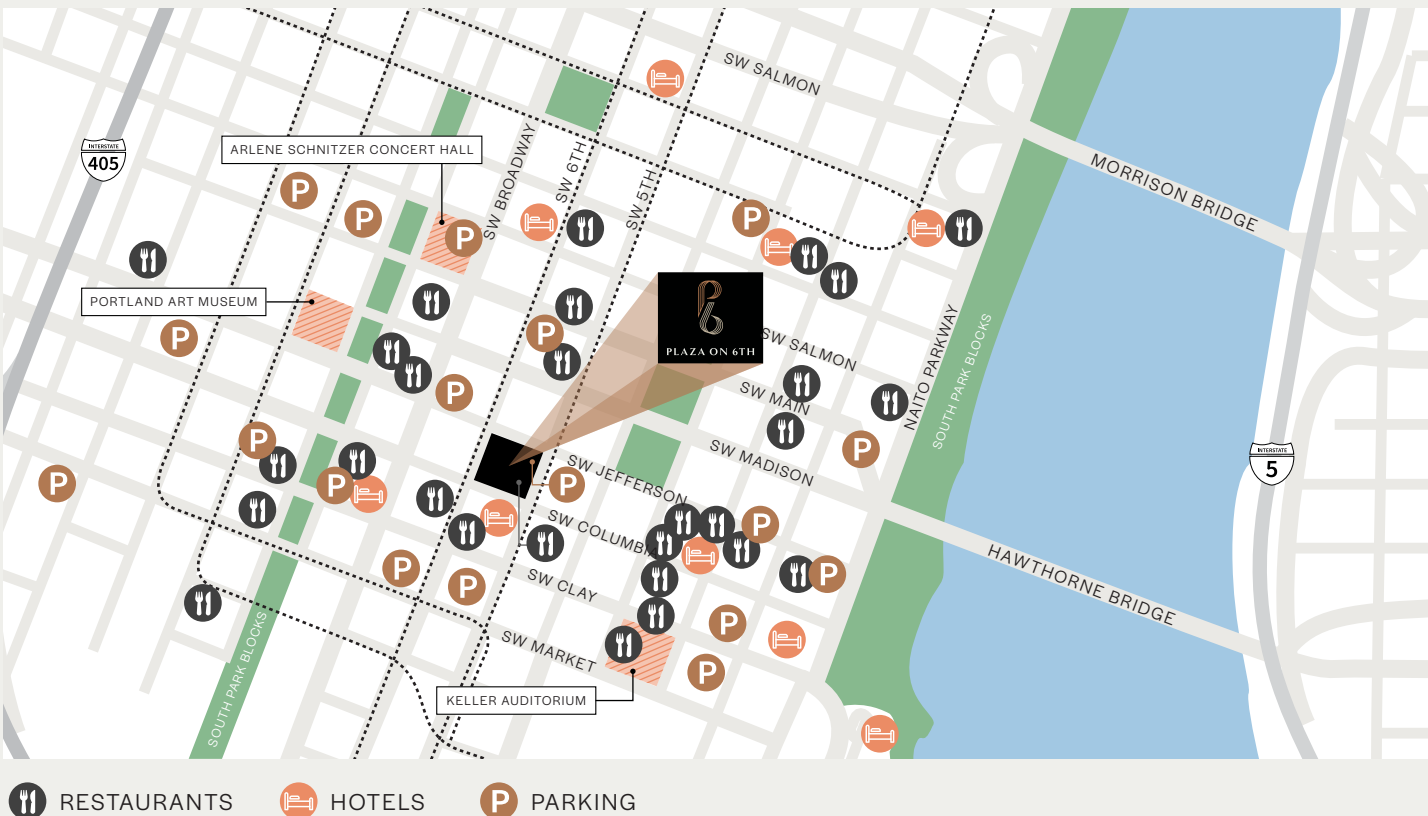 SW SALMON
INTERSTATE
405
ARLENE SCHNITZER CONCERT HALL
SW BROADWAY
SW 6TH
SW 5TH
MORRISON BRIDGE
P
P
P
P
PORTLAND ART MUSEUM
P
P
PLAZA ON 6TH
SW SALMON
NAITO PARKWAY
SOUTH PARK BLOCKS
SW MAIN
P
SW MADISON
P
P
INTERSTATE
5
P
P
P
SW JEFFERSON
SW COLUMBIA
P
HAWTHORNE BRIDGE
P
P
SW CLAY
P
P
SW MARKET
P
SOUTH PARK BLOCKS
P
KELLER AUDITORIUM
RESTAURANTS
HOTELS
P PARKING